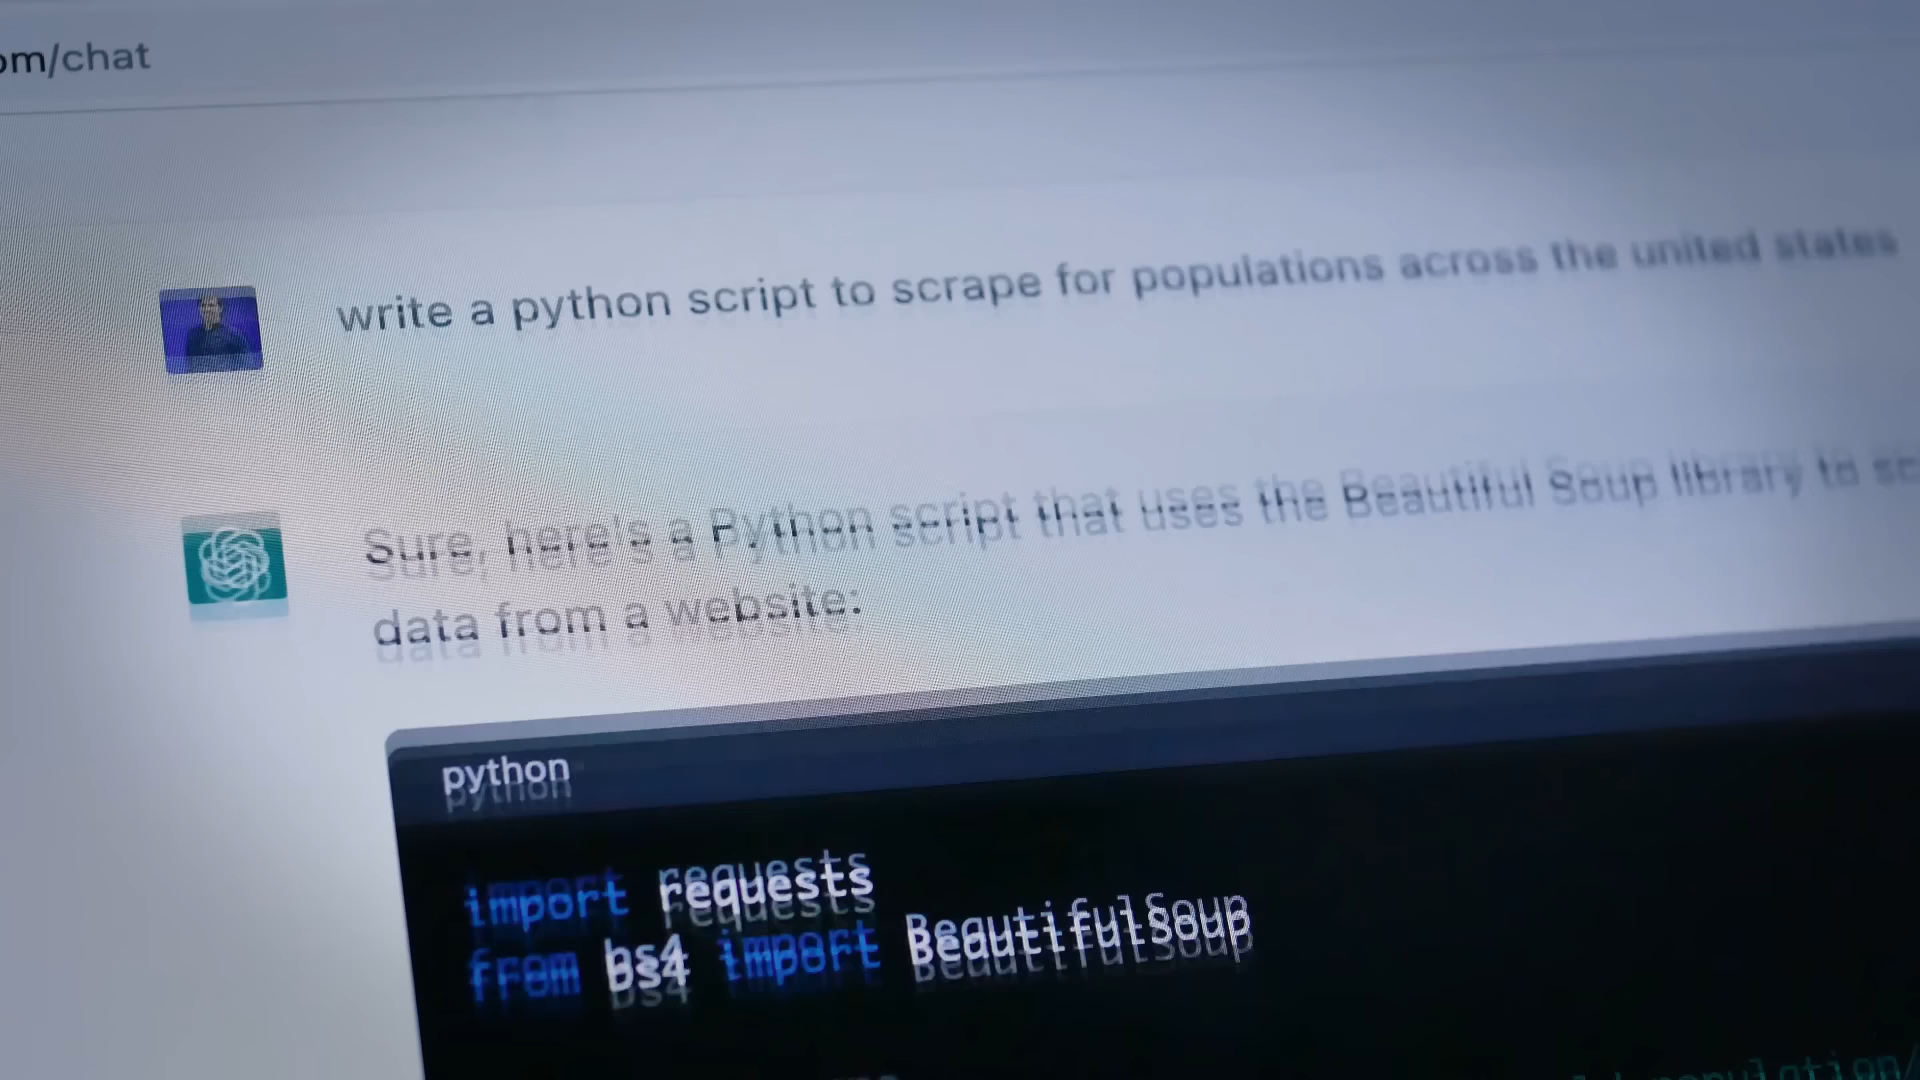 om/chat
write a python script to scrape for populations across the united states
Sure, here's a Python script that uses the Beautiful Soup library to sc
data from a website:
python
import requests
from bs4 import BeautifulSoup